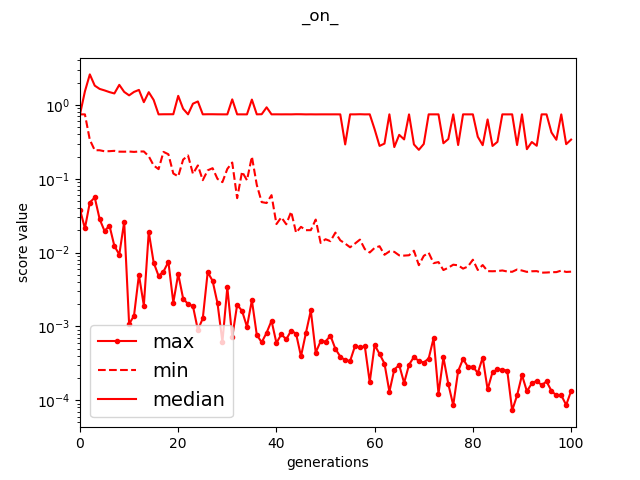 _on_
score value
10⁰
10⁻¹
10⁻²
10⁻³
10⁻⁴
max
min
median
0 20 40 60 80 100
generations